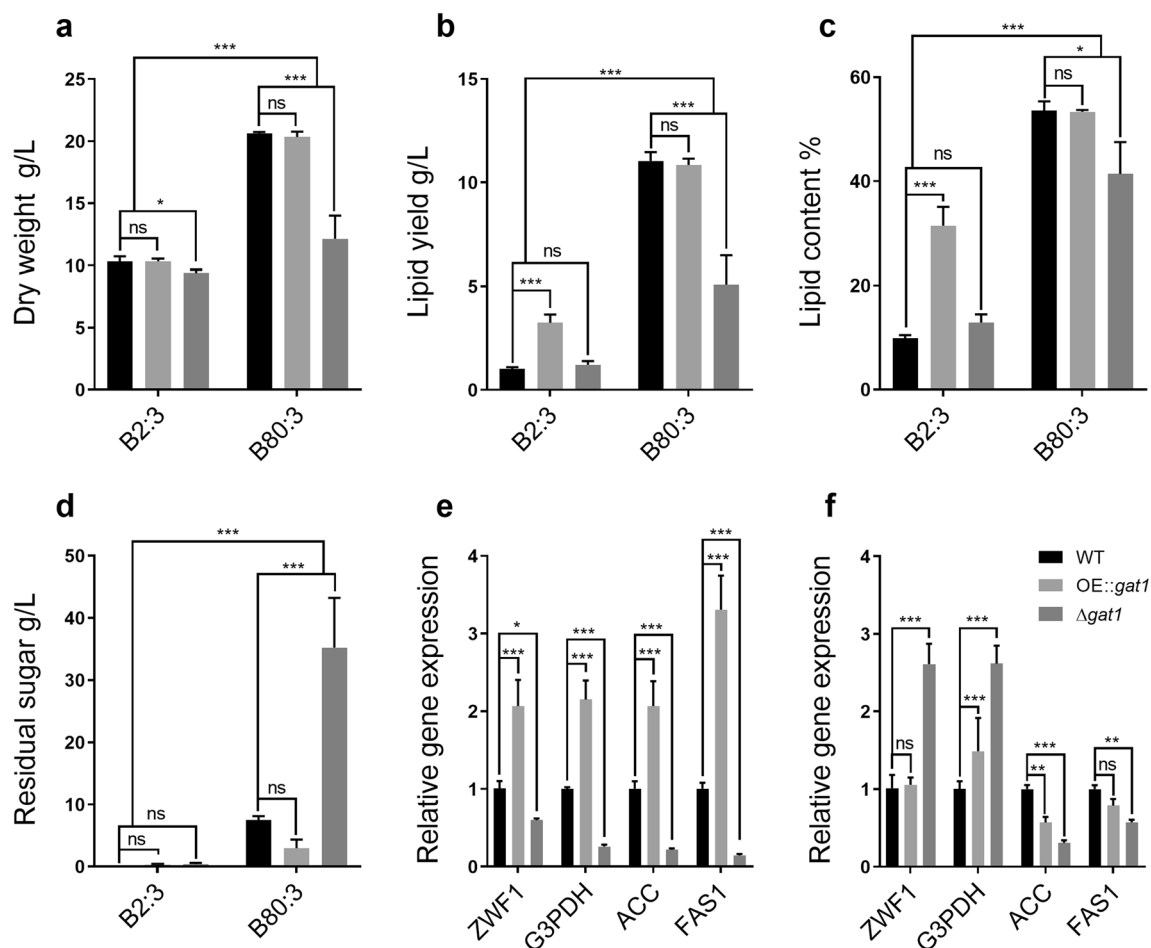 a
***
***
ns
*
ns
25
20
15
10
5
0
Dry weight g/L
B2:3
B80:3
b
***
***
ns
ns
***
15
10
5
0
Lipid yield g/L
B2:3
B80:3
c
***
*
ns
ns
***
60
40
20
0
Lipid content %
B2:3
B80:3
d
***
***
ns
ns
ns
50
40
30
20
10
0
Residual sugar g/L
B2:3
B80:3
e
*
***
***
***
***
***
***
***
4
3
2
1
0
Relative gene expression
ZWF1
G3PDH
ACC
FAS1
f
WT
OE::gat1
Δgat1
***
ns
***
***
***
**
**
ns
4
3
2
1
0
Relative gene expression
ZWF1
G3PDH
ACC
FAS1